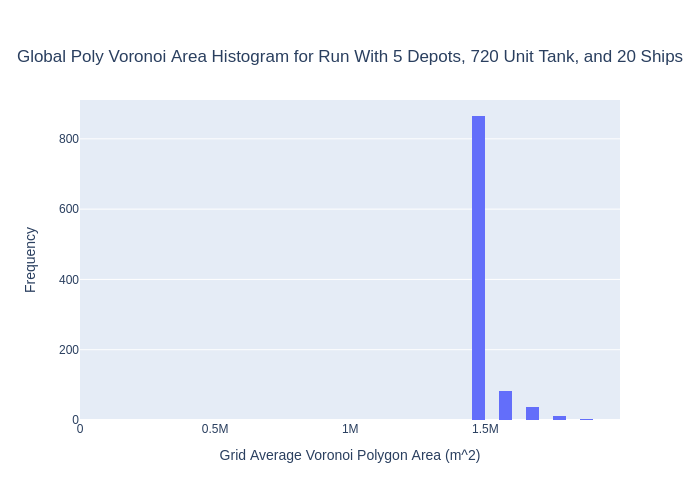 Global Poly Voronoi Area Histogram for Run With 5 Depots, 720 Unit Tank, and 20 Ships
800
600
400
200
0
0 0.5M 1M 1.5M
Frequency
Grid Average Voronoi Polygon Area (m^2)